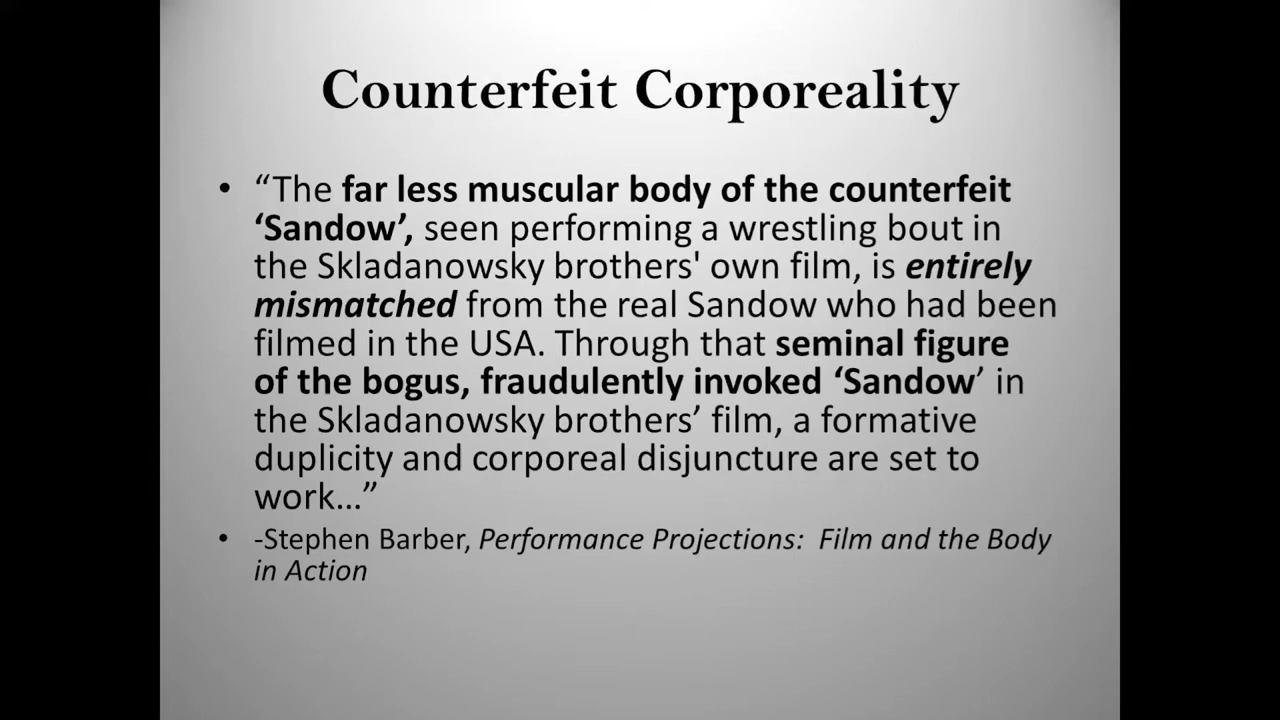 Counterfeit Corporeality
• “The far less muscular body of the counterfeit
‘Sandow’, seen performing a wrestling bout in
the Skladanowsky brothers' own film, is entirely
mismatched from the real Sandow who had been
filmed in the USA. Through that seminal figure
of the bogus, fraudulently invoked ‘Sandow’ in
the Skladanowsky brothers’ film, a formative
duplicity and corporeal disjuncture are set to
work…”
• -Stephen Barber, Performance Projections:  Film and the Body
in Action